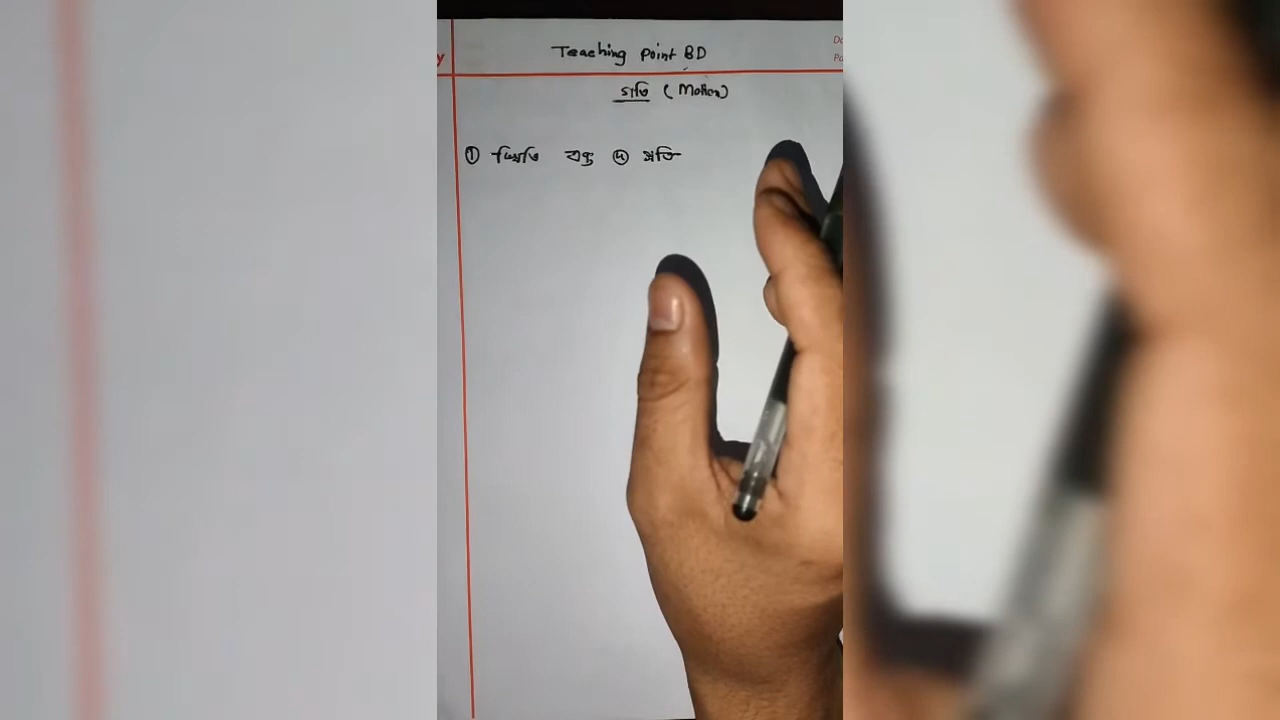 Teaching Point BD
গতি (Motion)
① স্থিতি বস্তু ② গতি